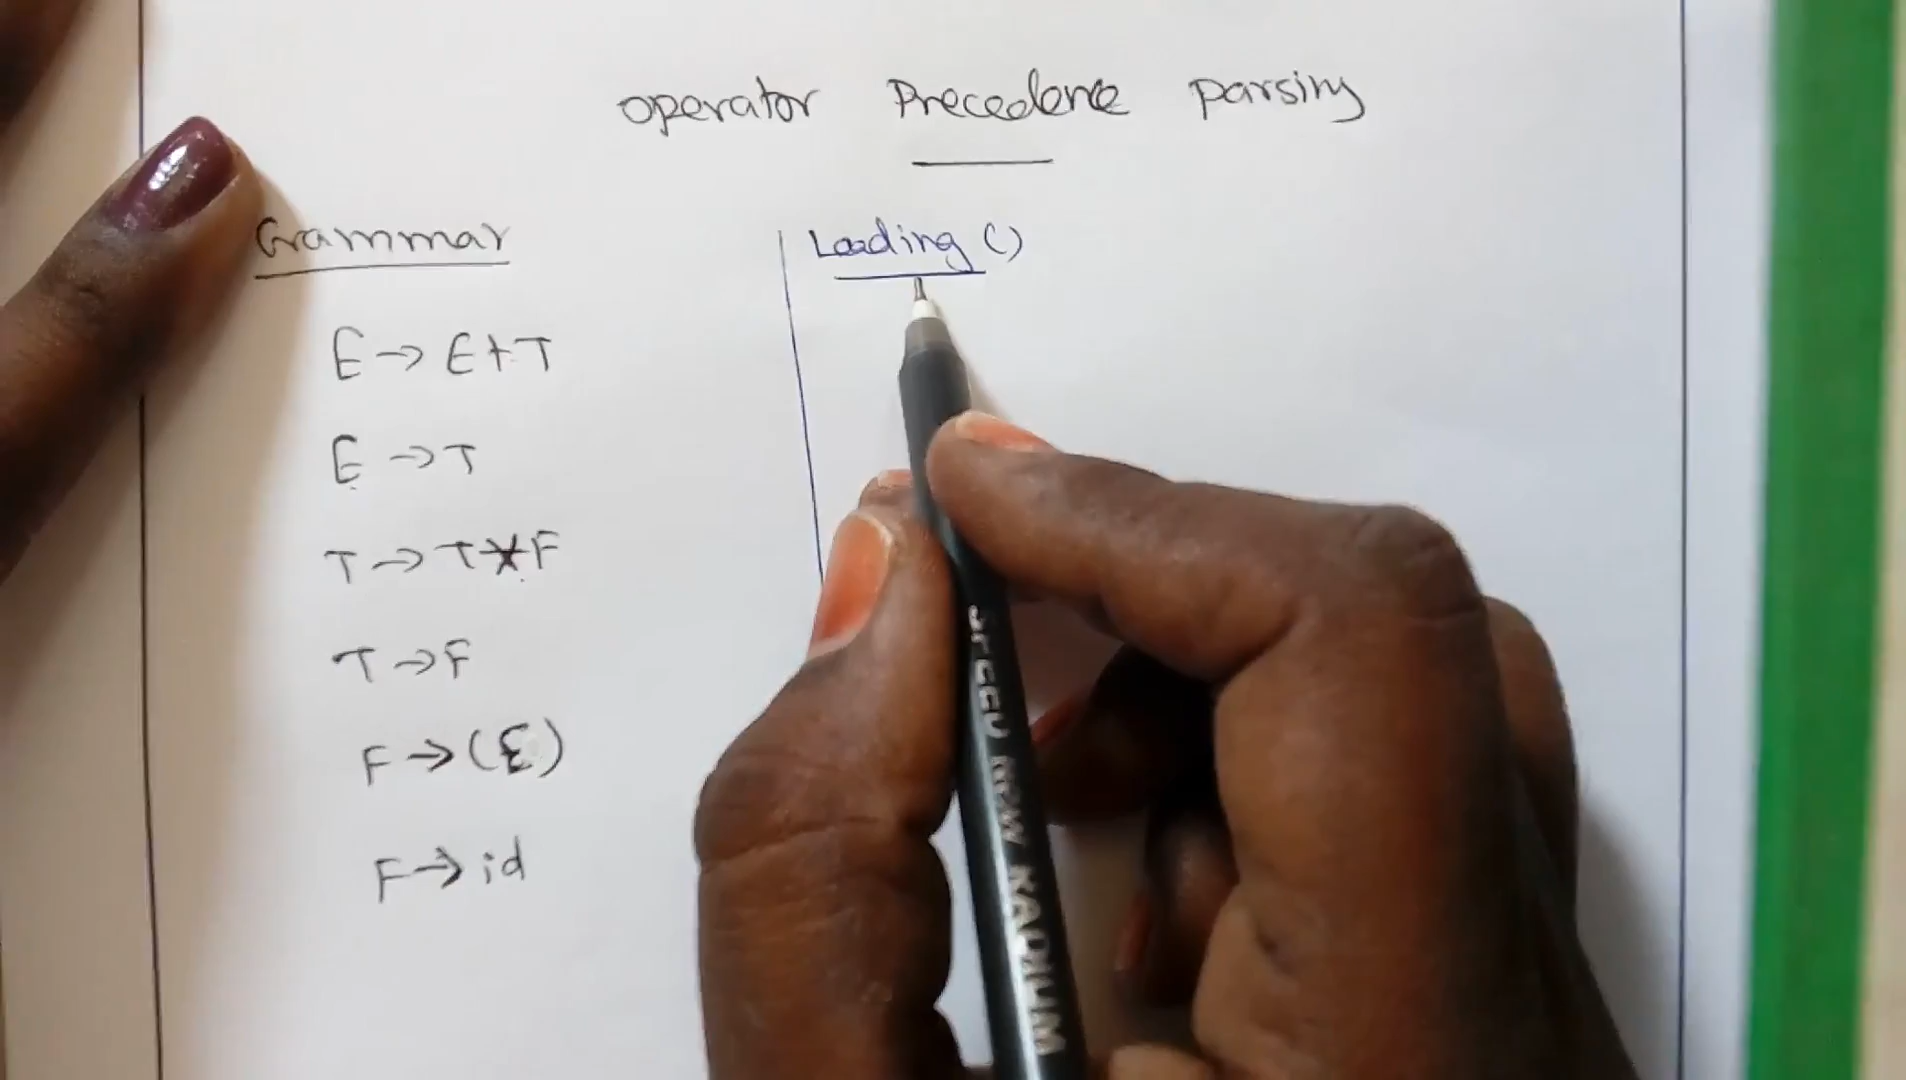 operator Precedence parsing
Grammar
Leading ()
E → E+T
E → T
T → T*F
T → F
F → (E)
F → id